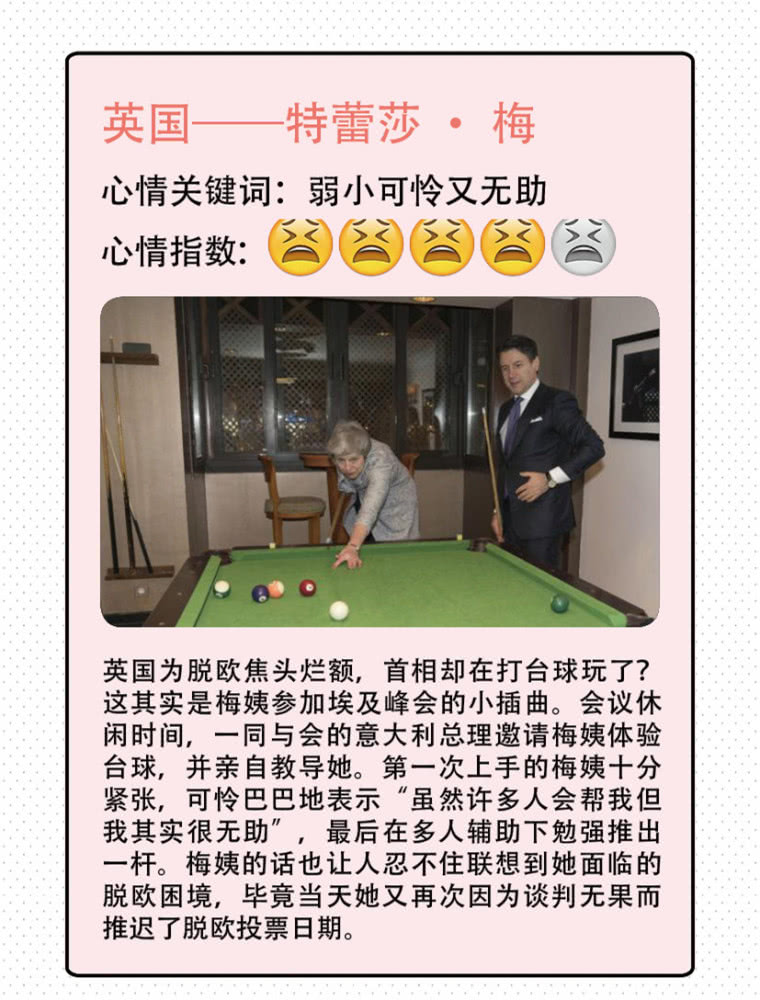 英国——特蕾莎 · 梅
心情关键词：弱小可怜又无助
心情指数：
英国为脱欧焦头烂额，首相却在打台球玩了？
这其实是梅姨参加埃及峰会的小插曲。会议休
闲时间，一同与会的意大利总理邀请梅姨体验
台球，并亲自教导她。第一次上手的梅姨十分
紧张，可怜巴巴地表示“虽然许多人会帮我但
我其实很无助”，最后在多人辅助下勉强推出
一杆。梅姨的话也让人忍不住联想到她面临的
脱欧困境，毕竟当天她又再次因为谈判无果而
推迟了脱欧投票日期。